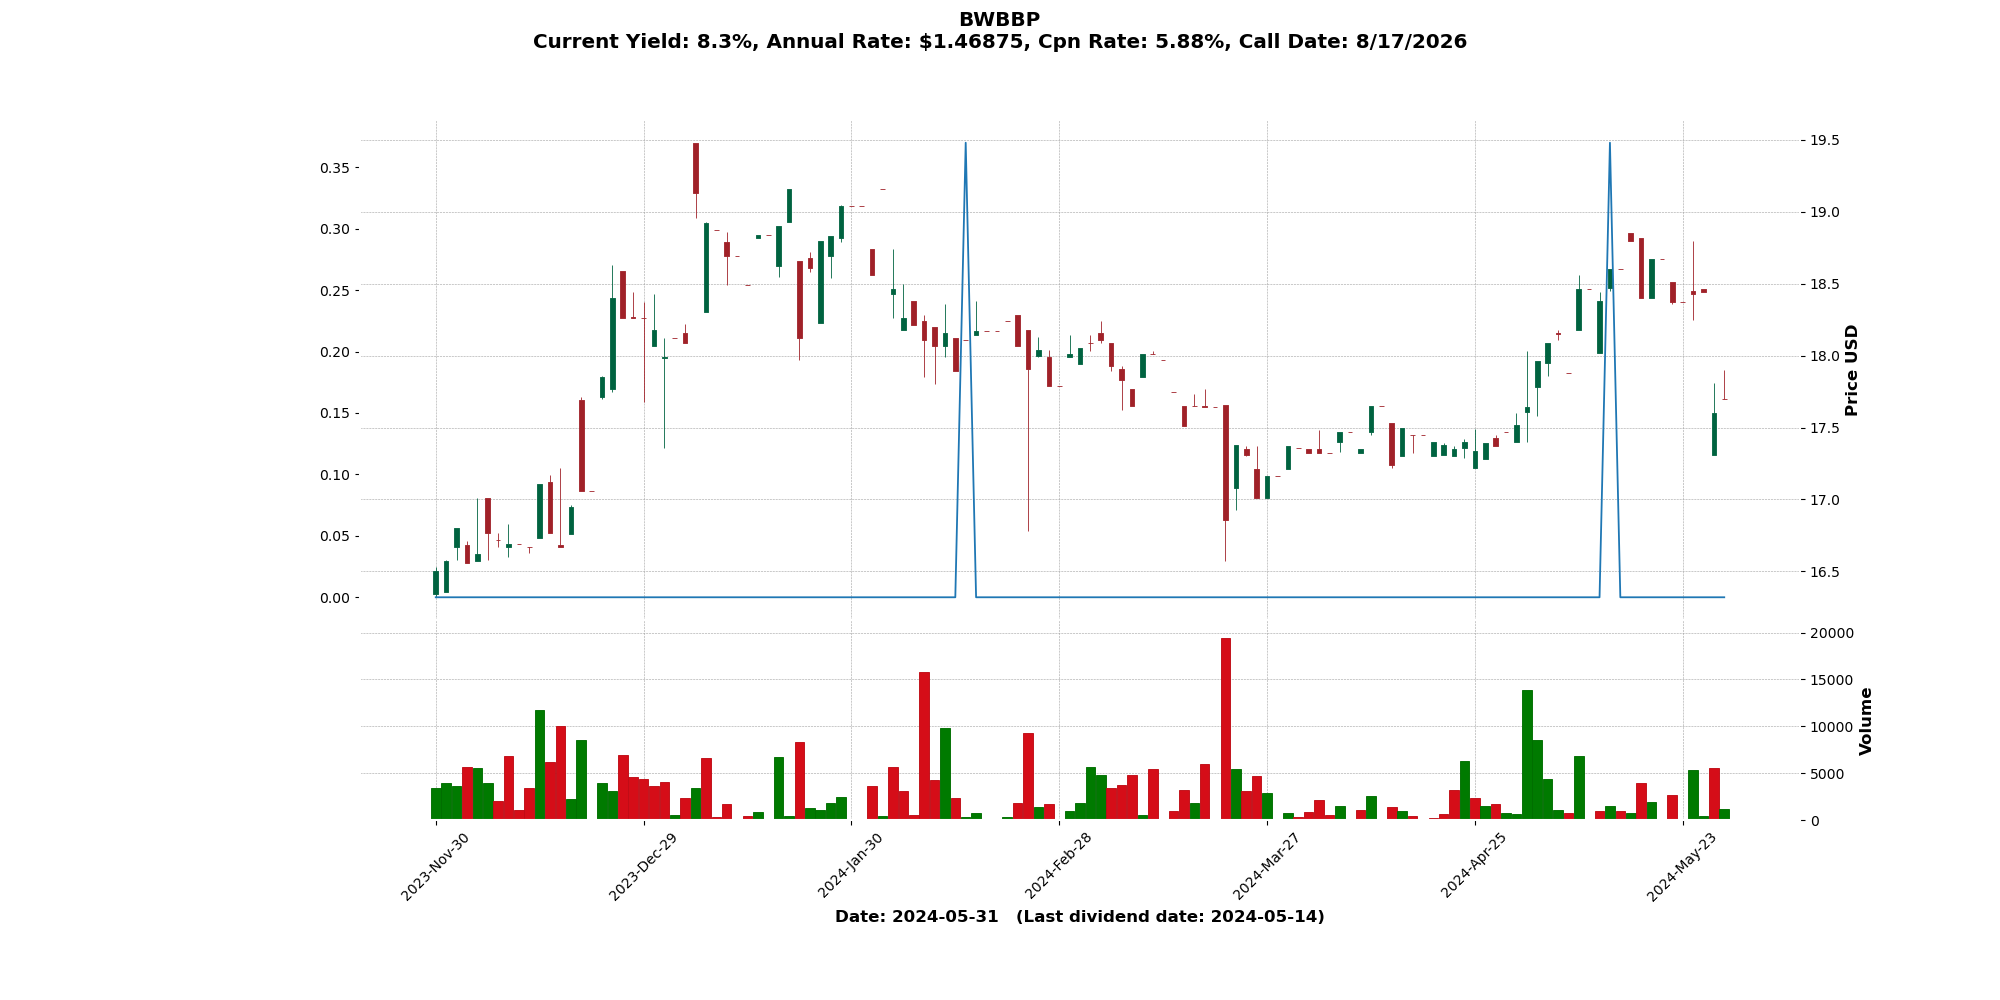 BWBBP
Current Yield: 8.3%, Annual Rate: $1.46875, Cpn Rate: 5.88%, Call Date: 8/17/2026
0.35
0.30
0.25
0.20
0.15
0.10
0.05
0.00
19.5
19.0
18.5
18.0
17.5
17.0
16.5
Price USD
20000
15000
10000
5000
0
Volume
2023-Nov-30
2023-Dec-29
2024-Jan-30
2024-Feb-28
2024-Mar-27
2024-Apr-25
2024-May-23
Date: 2024-05-31 (Last dividend date: 2024-05-14)